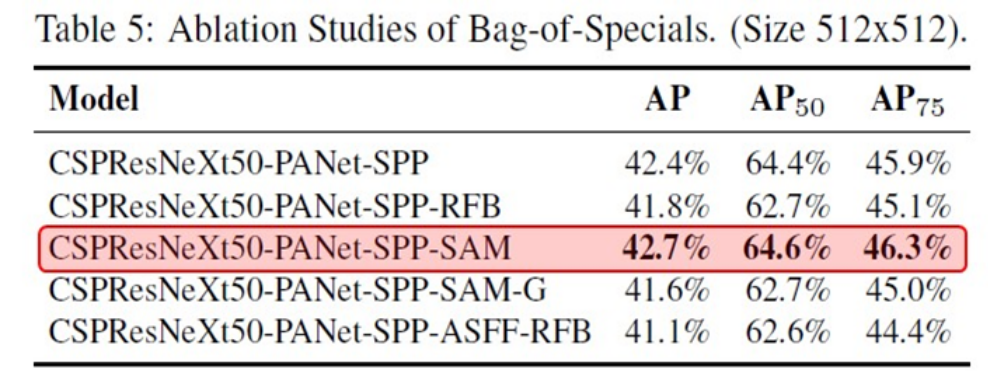 Table 5: Ablation Studies of Bag-of-Specials. (Size 512x512).
Model AP AP50 AP75
CSPResNeXt50-PANet-SPP 42.4% 64.4% 45.9%
CSPResNeXt50-PANet-SPP-RFB 41.8% 62.7% 45.1%
CSPResNeXt50-PANet-SPP-SAM 42.7% 64.6% 46.3%
CSPResNeXt50-PANet-SPP-SAM-G 41.6% 62.7% 45.0%
CSPResNeXt50-PANet-SPP-ASFF-RFB 41.1% 62.6% 44.4%